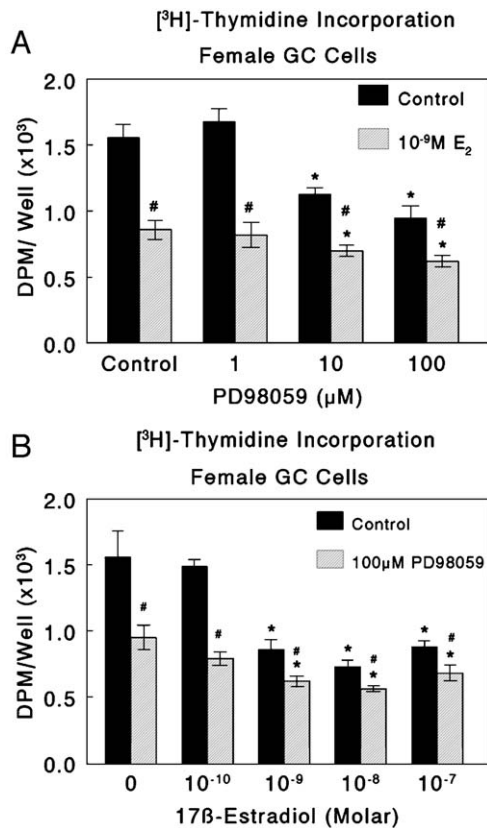 [³H]-Thymidine Incorporation
A
Female GC Cells
2.0
1.5
1.0
0.5
0.0
DPM/ Well (x10³)
Control
10⁻⁹M E₂
#
#
*
#
*
*
#
*
Control
1
10
100
PD98059 (µM)
[³H]-Thymidine Incorporation
B
Female GC Cells
2.0
1.5
1.0
0.5
0.0
DPM/Well (x10³)
Control
100µM PD98059
#
#
*
#
*
*
#
*
*
#
*
0
10⁻¹⁰
10⁻⁹
10⁻⁸
10⁻⁷
17ß-Estradiol (Molar)